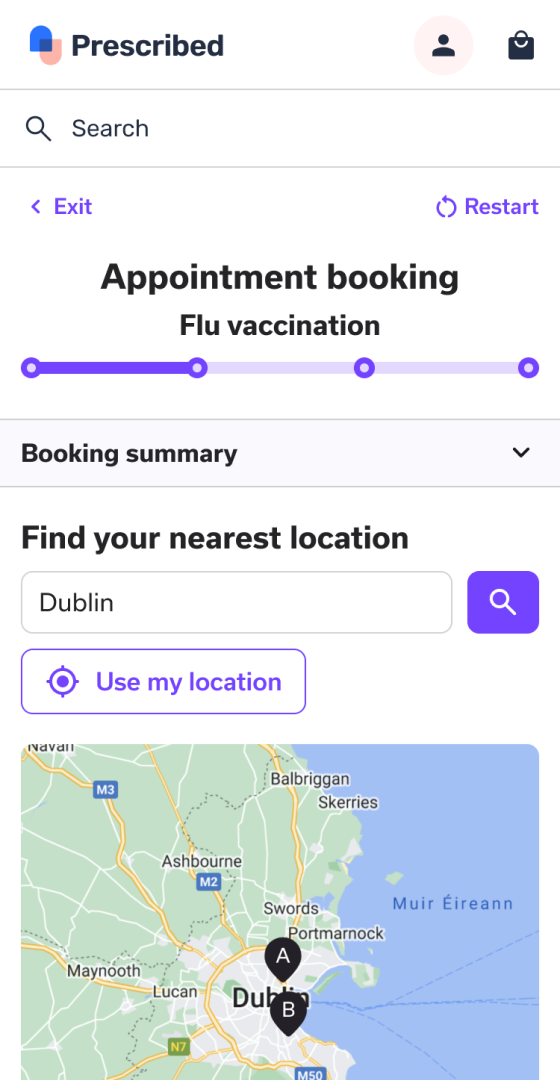 Prescribed
Search
Exit
Restart
Appointment booking
Flu vaccination
Booking summary
Find your nearest location
Dublin
Use my location
Navan
M3
Balbriggan
Skerries
Ashbourne
M2
Muir Éireann
Swords
Portmarnock
A
Maynooth
Lucan
Dublin
B
N7
M50